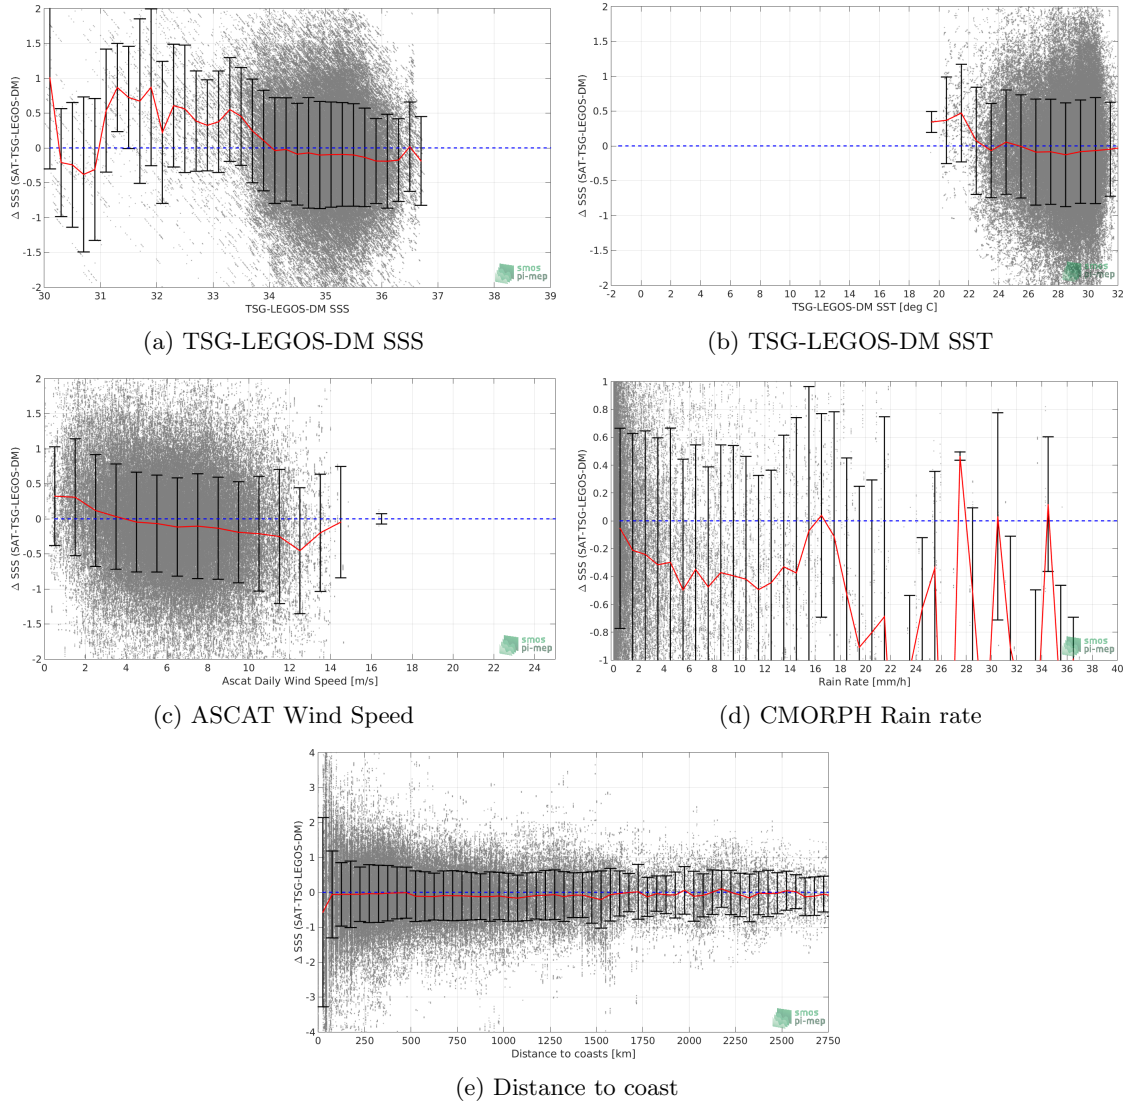 2
1.5
1
0.5
0
-0.5
-1
-1.5
-2
Δ SSS (SAT-TSG-LEGOS-DM)
30 31 32 33 34 35 36 37 38 39
TSG-LEGOS-DM SSS
smos
pi-mep
(a) TSG-LEGOS-DM SSS
2
1.5
1
0.5
0
-0.5
-1
-1.5
-2
Δ SSS (SAT-TSG-LEGOS-DM)
-2 0 2 4 6 8 10 12 14 16 18 20 22 24 26 28 30 32
TSG-LEGOS-DM SST [deg C]
smos
pi-mep
(b) TSG-LEGOS-DM SST
2
1.5
1
0.5
0
-0.5
-1
-1.5
-2
Δ SSS (SAT-TSG-LEGOS-DM)
0 2 4 6 8 10 12 14 16 18 20 22 24
Ascat Daily Wind Speed [m/s]
smos
pi-mep
(c) ASCAT Wind Speed
1
0.8
0.6
0.4
0.2
0
-0.2
-0.4
-0.6
-0.8
-1
Δ SSS (SAT-TSG-LEGOS-DM)
0 2 4 6 8 10 12 14 16 18 20 22 24 26 28 30 32 34 36 38 40
Rain Rate [mm/h]
smos
pi-mep
(d) CMORPH Rain rate
4
3
2
1
0
-1
-2
-3
-4
Δ SSS (SAT-TSG-LEGOS-DM)
0 250 500 750 1000 1250 1500 1750 2000 2250 2500 2750
Distance to coasts [km]
smos
pi-mep
(e) Distance to coast